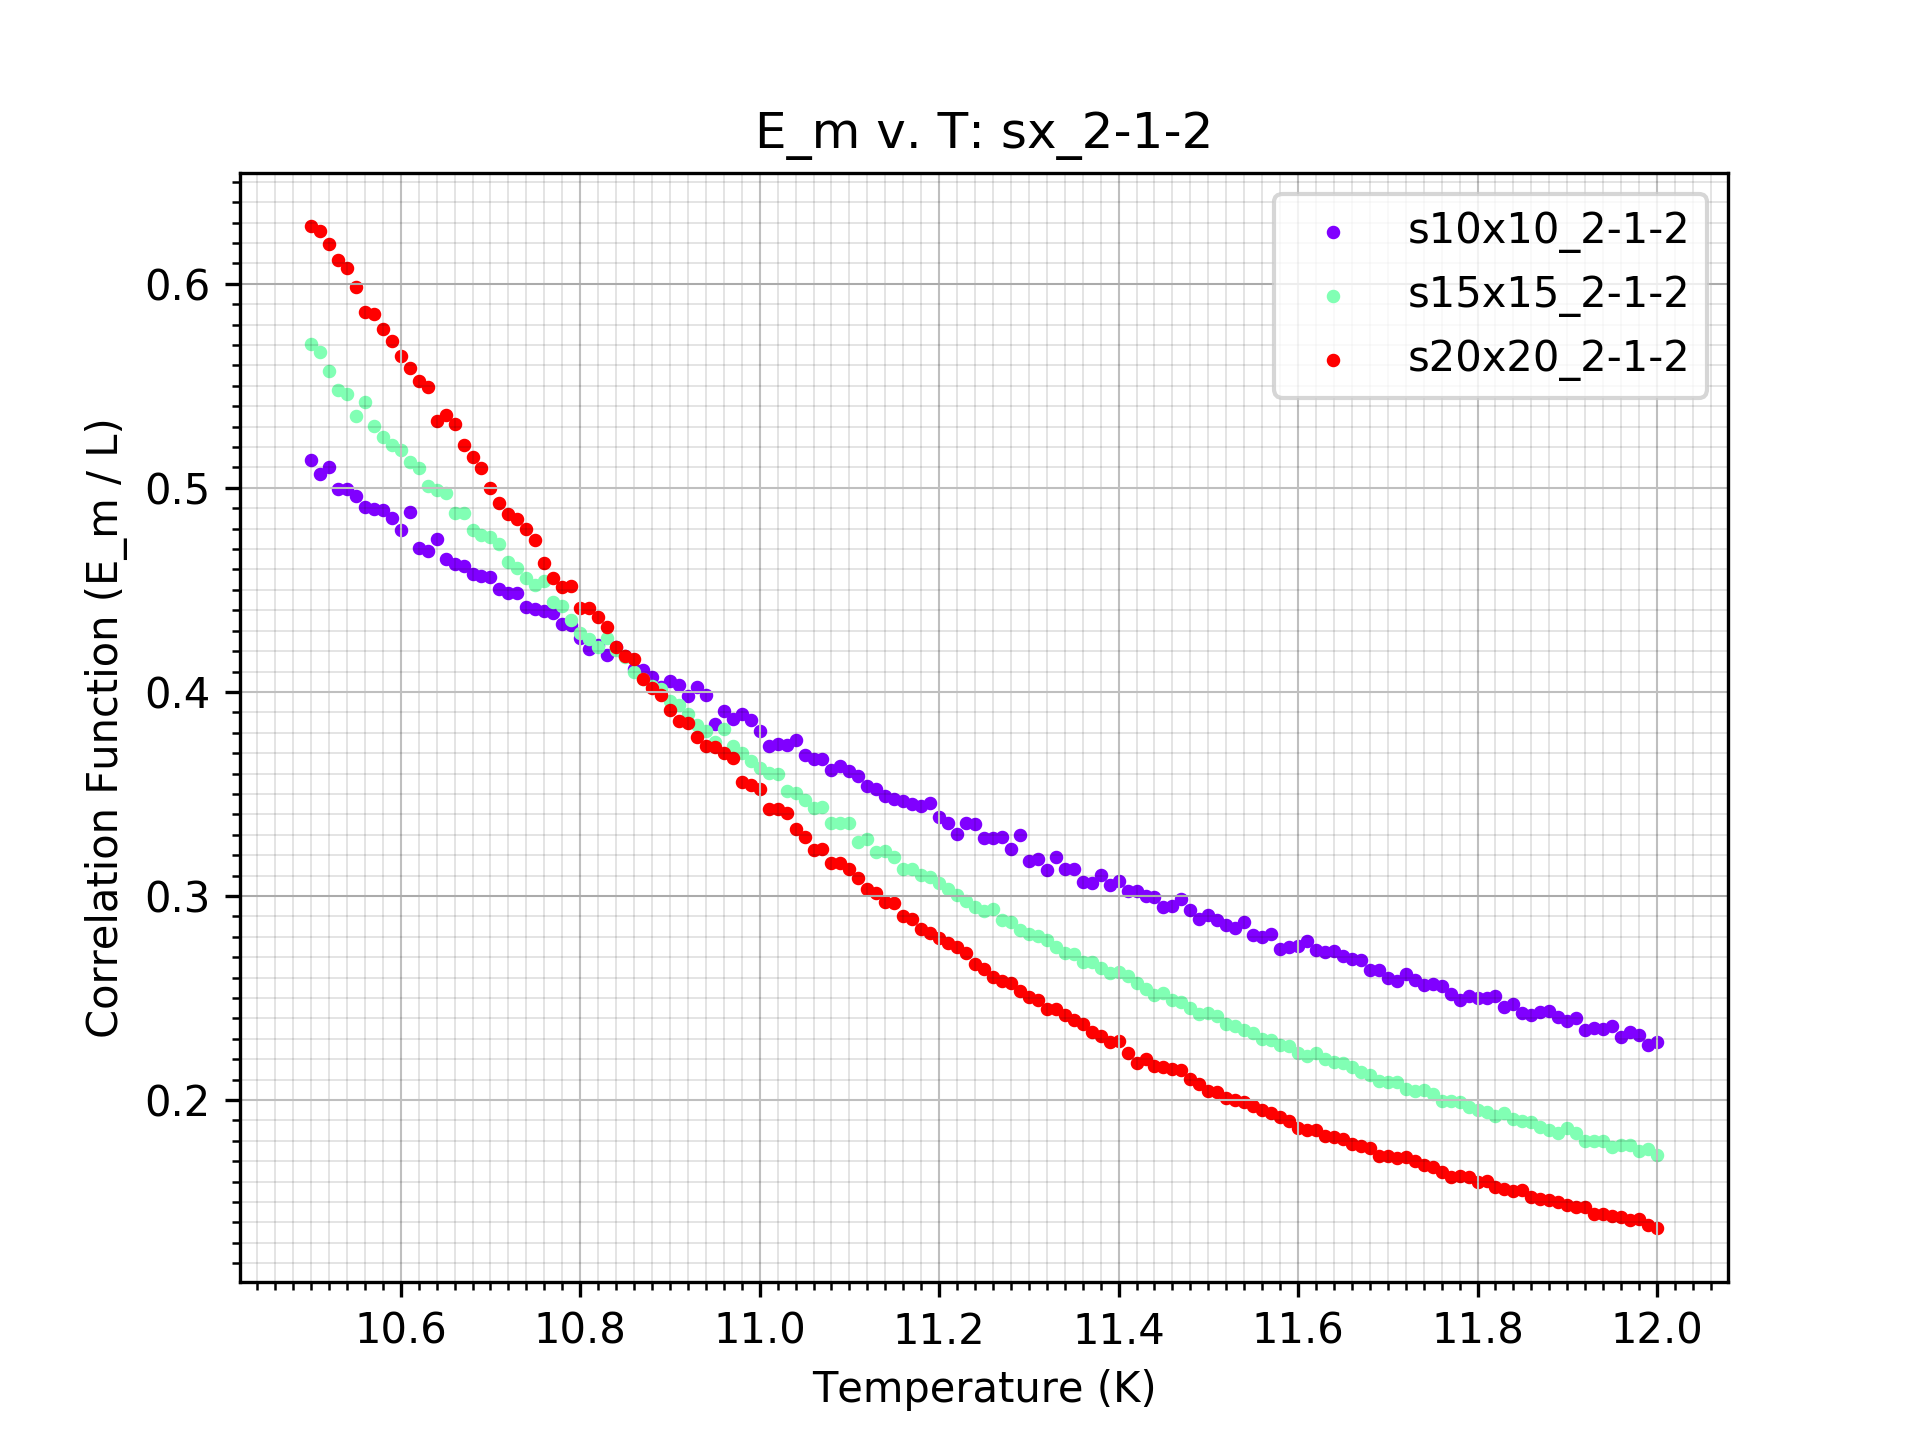 E_m v. T: sx_2-1-2
s10x10_2-1-2
s15x15_2-1-2
s20x20_2-1-2
Correlation Function (E_m / L)
0.6
0.5
0.4
0.3
0.2
10.6 10.8 11.0 11.2 11.4 11.6 11.8 12.0
Temperature (K)